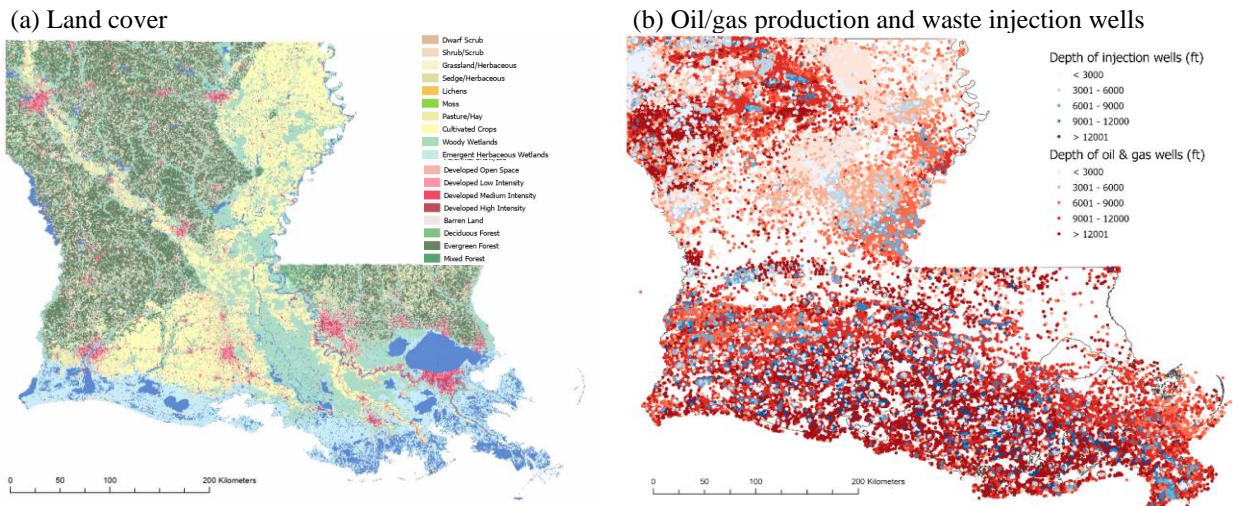 (a) Land cover
Dwarf Scrub
Shrub/Scrub
Grassland/Herbaceous
Sedge/Herbaceous
Lichens
Moss
Pasture/Hay
Cultivated Crops
Woody Wetlands
Emergent Herbaceous Wetlands
Developed Open Space
Developed Low Intensity
Developed Medium Intensity
Developed High Intensity
Barren Land
Deciduous Forest
Evergreen Forest
Mixed Forest
0 50 100 200 Kilometers
(b) Oil/gas production and waste injection wells
Depth of injection wells (ft)
< 3000
3001 - 6000
6001 - 9000
9001 - 12000
> 12001
Depth of oil & gas wells (ft)
< 3000
3001 - 6000
6001 - 9000
9001 - 12000
> 12001
0 50 100 200 Kilometers